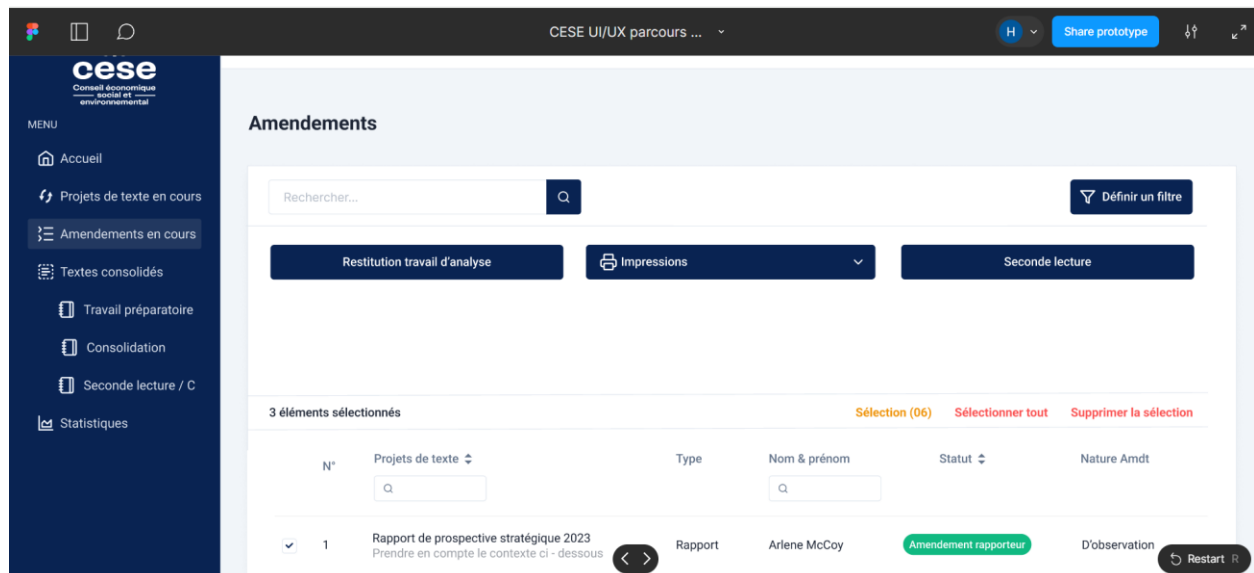 CESE UI/UX parcours ...
H
Share prototype
cese
Conseil économique
social et
environnemental
MENU
Accueil
Projets de texte en cours
Amendements en cours
Textes consolidés
Travail préparatoire
Consolidation
Seconde lecture / C
Statistiques
Amendements
Rechercher...
Définir un filtre
Restitution travail d'analyse
Impressions
Seconde lecture
3 éléments sélectionnés
Sélection (06)
Sélectionner tout
Supprimer la sélection
N°
Projets de texte
Type
Nom & prénom
Statut
Nature Amdt
1
Rapport de prospective stratégique 2023
Prendre en compte le contexte ci - dessous
Rapport
Arlene McCoy
Amendement rapporteur
D'observation
Restart R